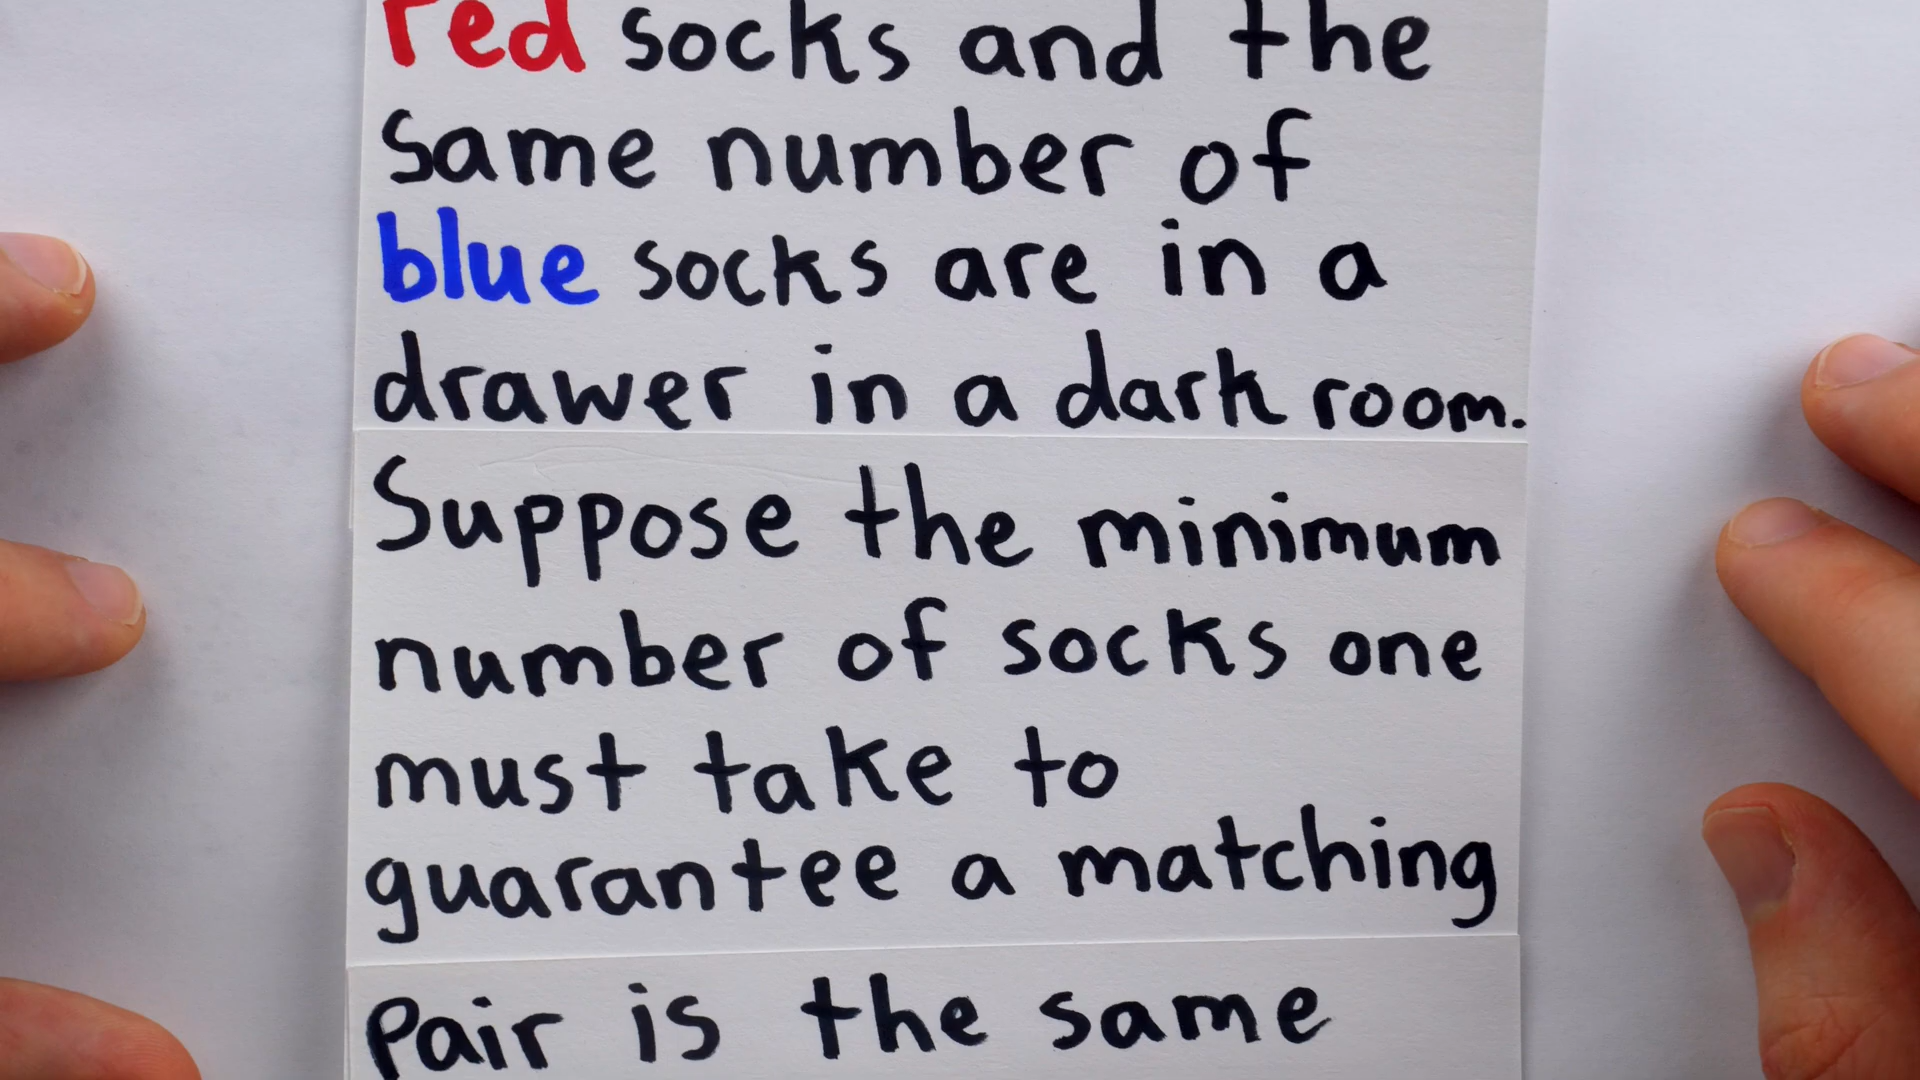 red socks and the
same number of
blue socks are in a
drawer in a dark room.
Suppose the minimum
number of socks one
must take to
guarantee a matching
pair is the same